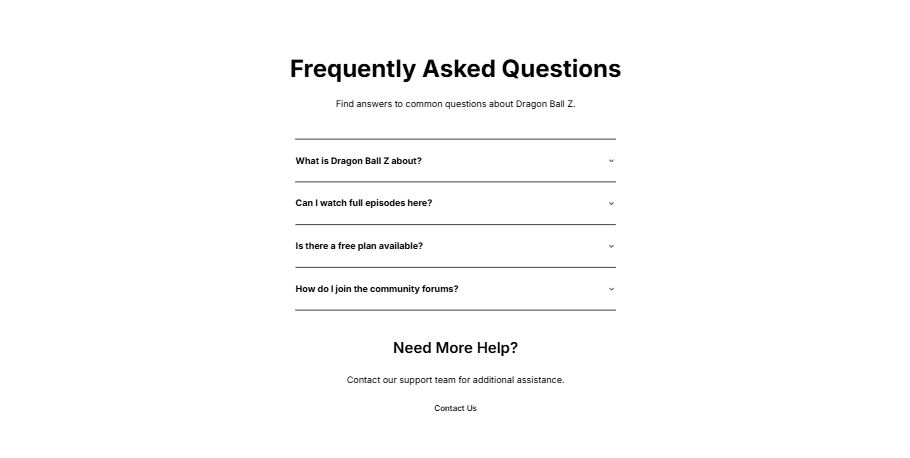 Frequently Asked Questions
Find answers to common questions about Dragon Ball Z.
What is Dragon Ball Z about?
Can I watch full episodes here?
Is there a free plan available?
How do I join the community forums?
Need More Help?
Contact our support team for additional assistance.
Contact Us